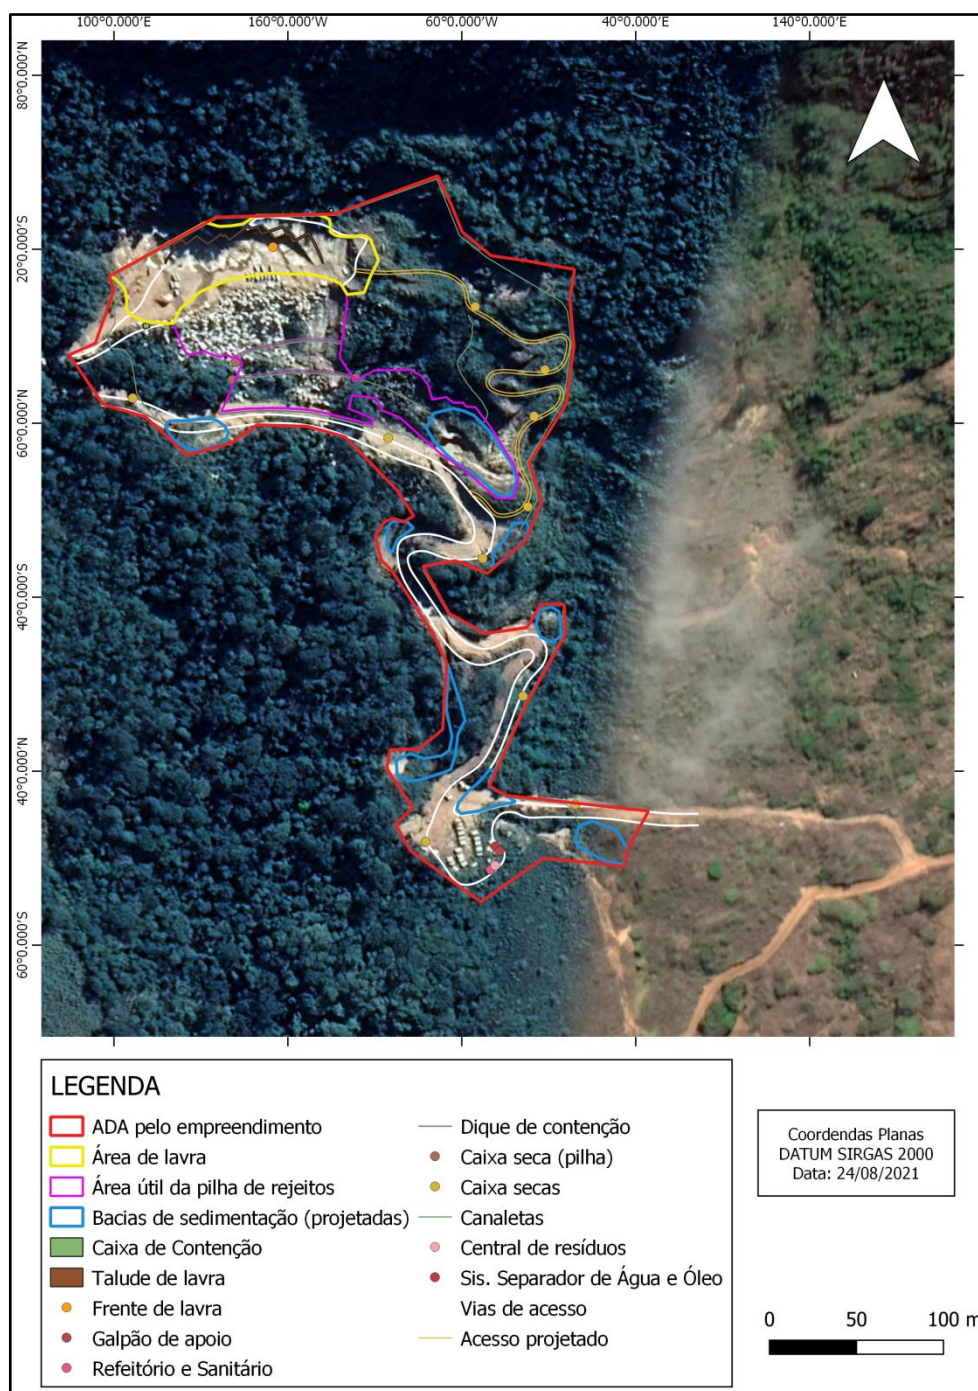 100°0.000'E 160°0.000'W 60°0.000'W 40°0.000'E 140°0.000'E
80°0.000'N
20°0.000'S
60°0.000'N
40°0.000'S
40°0.000'N
60°0.000'S
LEGENDA
ADA pelo empreendimento
Área de lavra
Área útil da pilha de rejeitos
Bacias de sedimentação (projetadas)
Caixa de Contenção
Talude de lavra
Frente de lavra
Galpão de apoio
Refeitório e Sanitário
Dique de contenção
Caixa seca (pilha)
Caixa secas
Canaletas
Central de resíduos
Sis. Separador de Água e Óleo
Vias de acesso
Acesso projetado
Coordendas Planas
DATUM SIRGAS 2000
Data: 24/08/2021
0 50 100 m